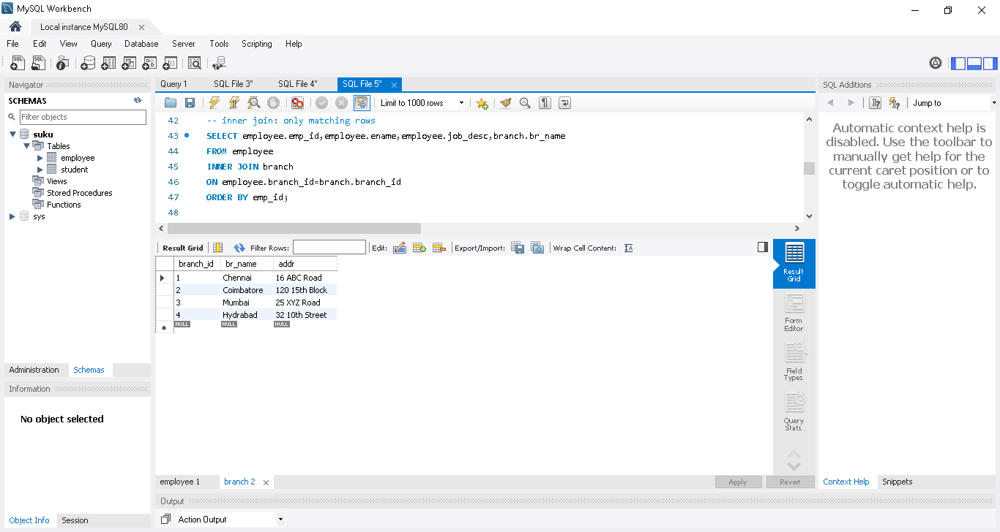 MySQL Workbench
Local instance MySQL80
File Edit View Query Database Server Tools Scripting Help
Navigator
SCHEMAS
Filter objects
suku
Tables
employee
student
Views
Stored Procedures
Functions
sys
Administration Schemas
Information
No object selected
Object Info Session
Query 1 SQL File 3* SQL File 4* SQL File 5*
Limit to 1000 rows
42 -- inner join: only matching rows
43 SELECT employee.emp_id,employee.ename,employee.job_desc,branch.br_name
44 FROM employee
45 INNER JOIN branch
46 ON employee.branch_id=branch.branch_id
47 ORDER BY emp_id;
48
Result Grid Filter Rows: Edit: Export/Import: Wrap Cell Content:
branch_id br_name addr
1 Chennai 16 ABC Road
2 Coimbatore 120 15th Block
3 Mumbai 25 XYZ Road
4 Hydrabad 32 10th Street
NULL NULL NULL
Result
Grid
Form
Editor
Field
Types
Query
Stats
employee 1 branch 2 Apply Revert
Output
Action Output
SQL Additions
Jump to
Automatic context help is
disabled. Use the toolbar to
manually get help for the
current caret position or to
toggle automatic help.
Context Help Snippets